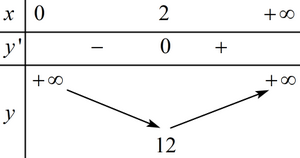 x 0 2 +∞
y' − 0 +
+∞ +∞
y
12